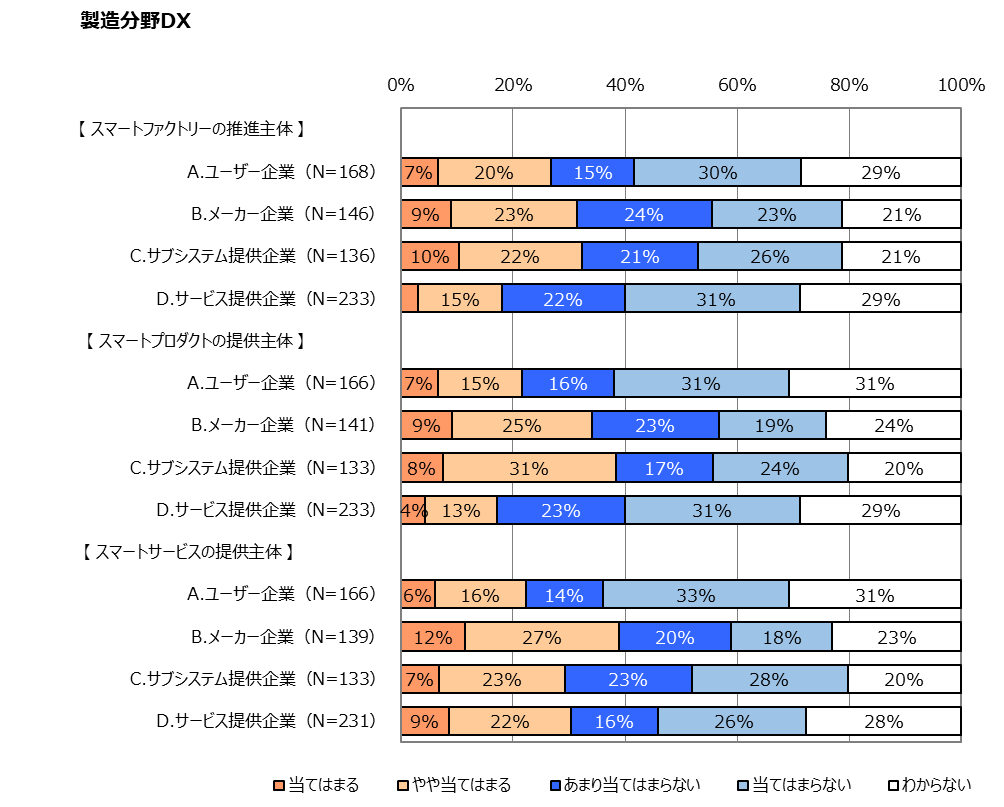 製造分野DX
0% 20% 40% 60% 80% 100%
【 スマートファクトリーの推進主体 】
A.ユーザー企業（N=168） 7% 20% 15% 30% 29%
B.メーカー企業（N=146） 9% 23% 24% 23% 21%
C.サブシステム提供企業（N=136） 10% 22% 21% 26% 21%
D.サービス提供企業（N=233） 15% 22% 31% 29%
【 スマートプロダクトの提供主体 】
A.ユーザー企業（N=166） 7% 15% 16% 31% 31%
B.メーカー企業（N=141） 9% 25% 23% 19% 24%
C.サブシステム提供企業（N=133） 8% 31% 17% 24% 20%
D.サービス提供企業（N=233） 4% 13% 23% 31% 29%
【 スマートサービスの提供主体 】
A.ユーザー企業（N=166） 6% 16% 14% 33% 31%
B.メーカー企業（N=139） 12% 27% 20% 18% 23%
C.サブシステム提供企業（N=133） 7% 23% 23% 28% 20%
D.サービス提供企業（N=231） 9% 22% 16% 26% 28%
当てはまる やや当てはまる あまり当てはまらない 当てはまらない わからない